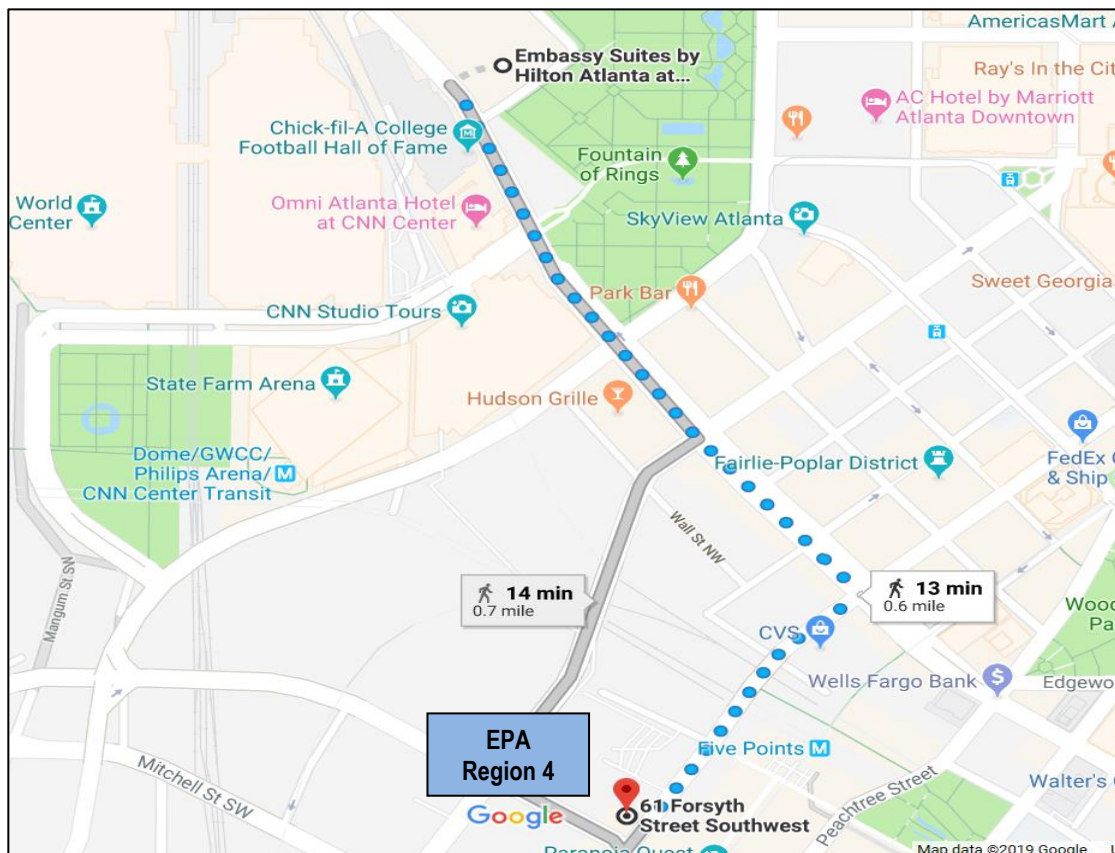 AmericasMart A
Embassy Suites by
Hilton Atlanta at...
Ray's In the City
AC Hotel by Marriott
Atlanta Downtown
Chick-fil-A College
Football Hall of Fame
Fountain
of Rings
World
Center
Omni Atlanta Hotel
at CNN Center
SkyView Atlanta
Sweet Georgia
Park Bar
CNN Studio Tours
State Farm Arena
Hudson Grille
Dome/GWCC/
Philips Arena/
CNN Center Transit
M
Fairlie-Poplar District
FedEx O
& Ship
Wall St NW
Mangum St SW
14 min
0.7 mile
13 min
0.6 mile
Wood
Pa
CVS
Wells Fargo Bank
$
Edgewo
EPA
Region 4
Five Points M
Mitchell St SW
Walter's C
Google
61 Forsyth
Street Southwest
Peachtree Street
Paranoia Quest
Map data ©2019 Google